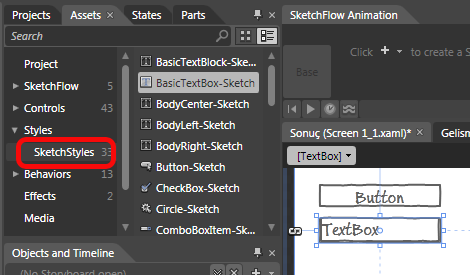 Projects Assets × States Parts
Search
Project
SketchFlow 5
Controls 43
Styles
SketchStyles 33
Behaviors 13
Effects 2
Media
BasicTextBlock-Ske...
BasicTextBox-Sketch
BodyCenter-Sketch
BodyLeft-Sketch
BodyRight-Sketch
Button-Sketch
CheckBox-Sketch
Circle-Sketch
ComboBoxItem-Sk...
Objects and Timeline
(No Storyboard open)
SketchFlow Animation
Click + to create a S
Base
Sonuç (Screen 1_1.xaml)* × Gelism
[TextBox]
Button
TextBox